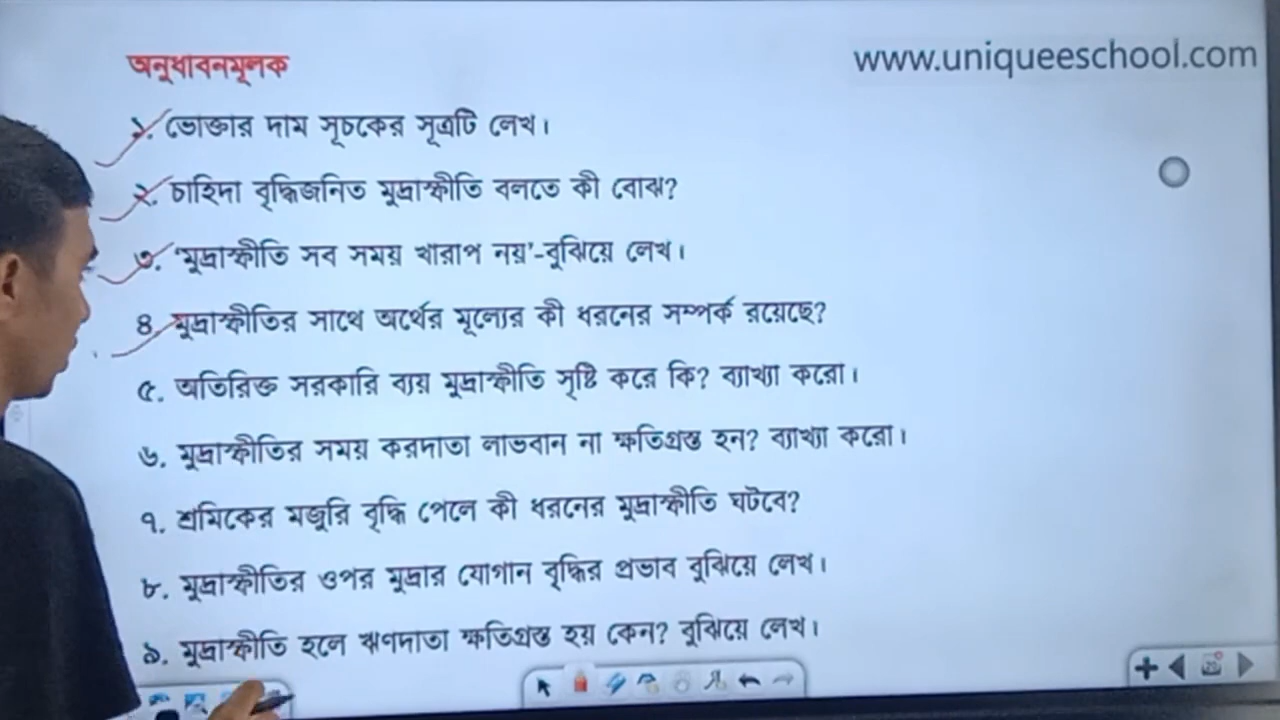 অনুধাবনমূলক
www.uniqueeschool.com
১. ভোক্তার দাম সূচকের সূত্রটি লেখ।
২. চাহিদা বৃদ্ধিজনিত মুদ্রাস্ফীতি বলতে কী বোঝ?
৩. 'মুদ্রাস্ফীতি সব সময় খারাপ নয়'-বুঝিয়ে লেখ।
৪. মুদ্রাস্ফীতির সাথে অর্থের মূল্যের কী ধরনের সম্পর্ক রয়েছে?
৫. অতিরিক্ত সরকারি ব্যয় মুদ্রাস্ফীতি সৃষ্টি করে কি? ব্যাখ্যা করো।
৬. মুদ্রাস্ফীতির সময় করদাতা লাভবান না ক্ষতিগ্রস্ত হন? ব্যাখ্যা করো।
৭. শ্রমিকের মজুরি বৃদ্ধি পেলে কী ধরনের মুদ্রাস্ফীতি ঘটবে?
৮. মুদ্রাস্ফীতির ওপর মুদ্রার যোগান বৃদ্ধির প্রভাব বুঝিয়ে লেখ।
৯. মুদ্রাস্ফীতি হলে ঋণদাতা ক্ষতিগ্রস্ত হয় কেন? বুঝিয়ে লেখ।